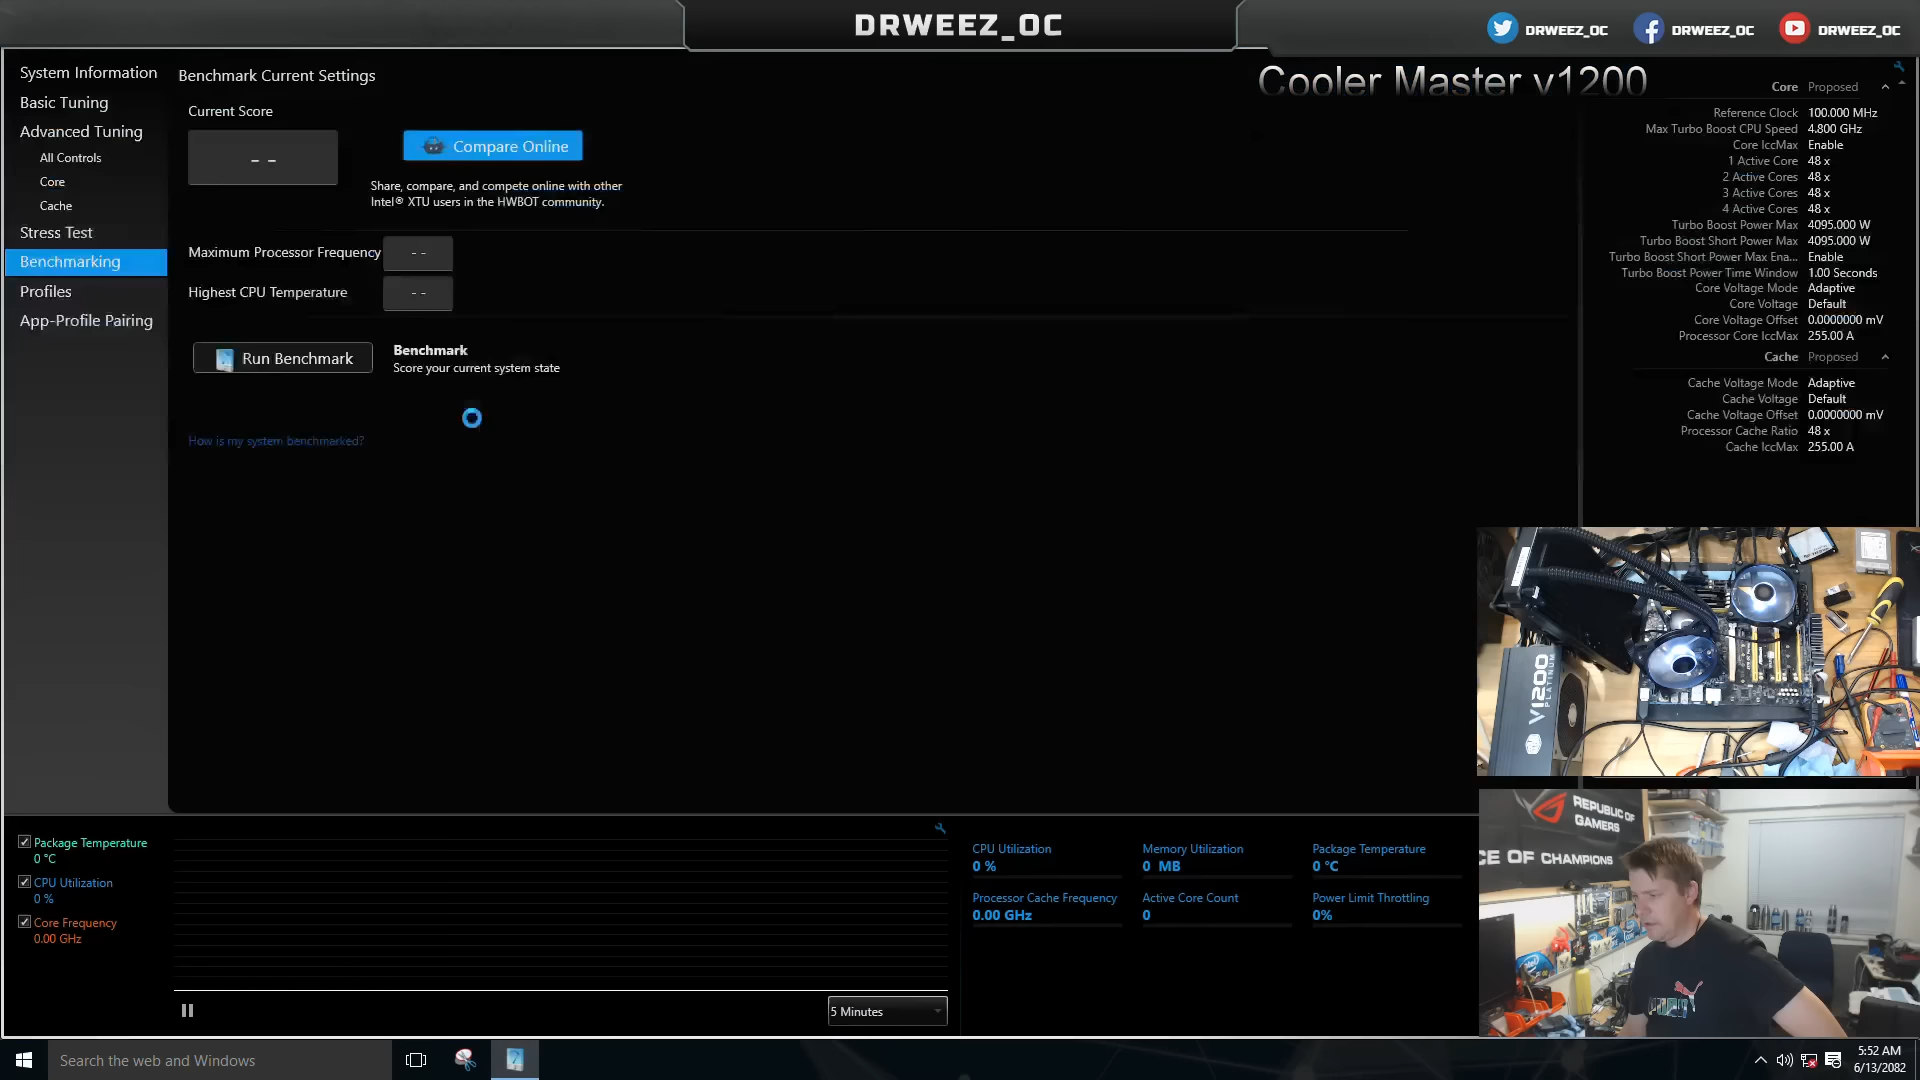 DRWEEZ_OC
DRWEEZ_OC
DRWEEZ_OC
DRWEEZ_OC
System Information
Basic Tuning
Advanced Tuning
All Controls
Core
Cache
Stress Test
Benchmarking
Profiles
App-Profile Pairing
Benchmark Current Settings
Current Score
- -
Compare Online
Share, compare, and compete online with other
Intel® XTU users in the HWBOT community.
Maximum Processor Frequency - -
Highest CPU Temperature - -
Run Benchmark
Benchmark
Score your current system state
How is my system benchmarked?
Cooler Master v1200
Core Proposed
Reference Clock 100.000 MHz
Max Turbo Boost CPU Speed 4.800 GHz
Core IccMax Enable
1 Active Core 48 x
2 Active Cores 48 x
3 Active Cores 48 x
4 Active Cores 48 x
Turbo Boost Power Max 4095.000 W
Turbo Boost Short Power Max 4095.000 W
Turbo Boost Short Power Max Ena... Enable
Turbo Boost Power Time Window 1.00 Seconds
Core Voltage Mode Adaptive
Core Voltage Default
Core Voltage Offset 0.0000000 mV
Processor Core IccMax 255.00 A
Cache Proposed
Cache Voltage Mode Adaptive
Cache Voltage Default
Cache Voltage Offset 0.0000000 mV
Processor Cache Ratio 48 x
Cache IccMax 255.00 A
V1200
PLATINUM
REPUBLIC OF
GAMERS
CE OF CHAMPIONS
Package Temperature
0 °C
CPU Utilization
0 %
Core Frequency
0.00 GHz
5 Minutes
CPU Utilization
0 %
Memory Utilization
0 MB
Package Temperature
0 °C
Processor Cache Frequency
0.00 GHz
Active Core Count
0
Power Limit Throttling
0%
Search the web and Windows
5:52 AM
6/13/2082